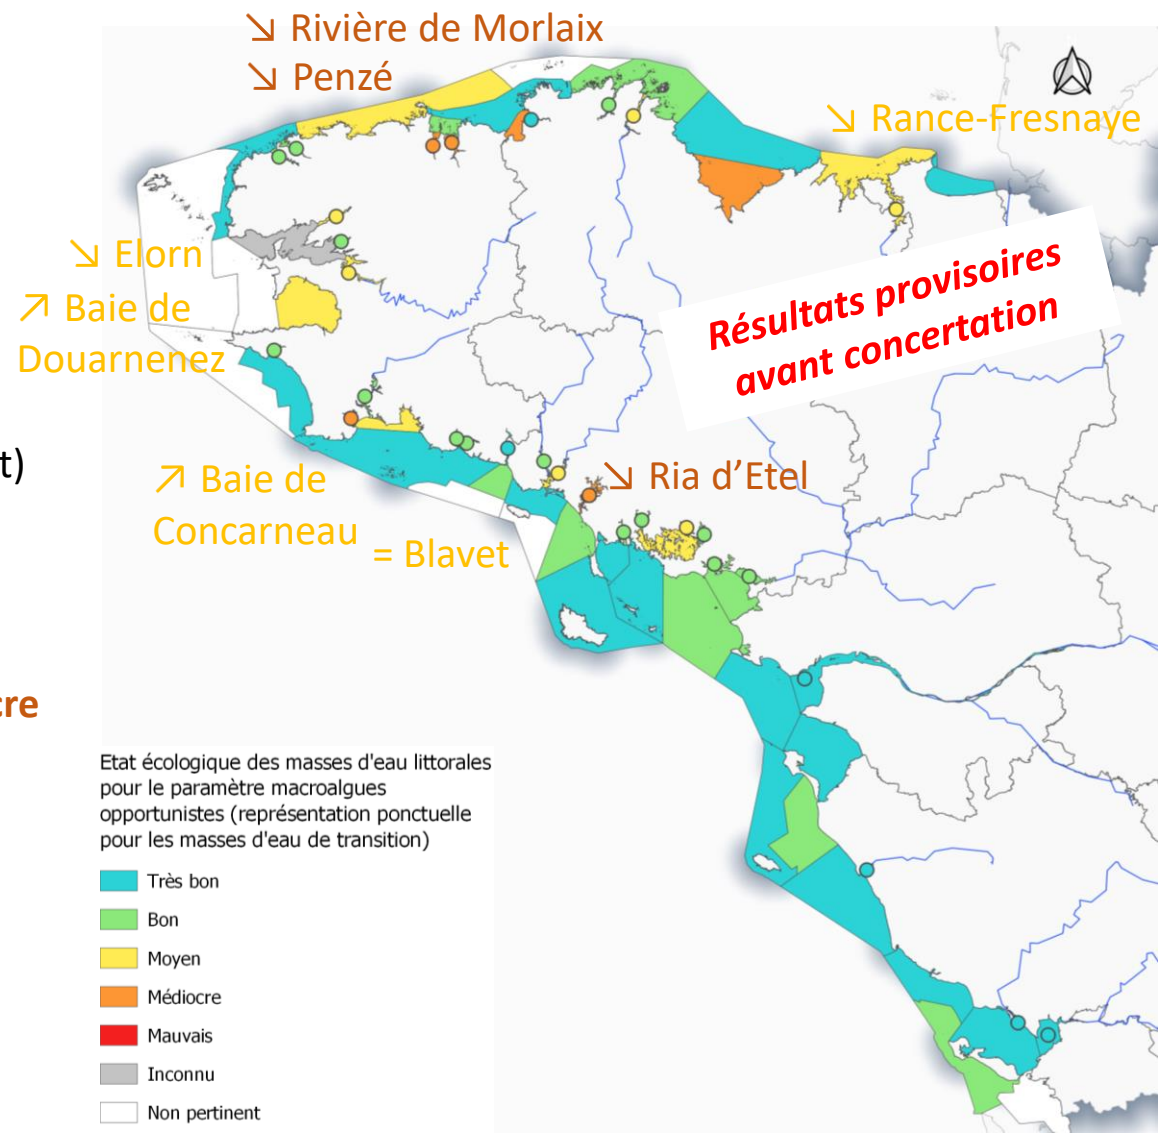 ↘ Rivière de Morlaix
↘ Penzé
↘ Rance-Fresnaye
Résultats provisoires
avant concertation
↘ Elorn
↗ Baie de
Douarnenez
t)
↗ Baie de
Concarneau
= Blavet
↘ Ria d’Etel
cre
Etat écologique des masses d'eau littorales
pour le paramètre macroalgues
opportunistes (représentation ponctuelle
pour les masses d'eau de transition)
Très bon
Bon
Moyen
Médiocre
Mauvais
Inconnu
Non pertinent